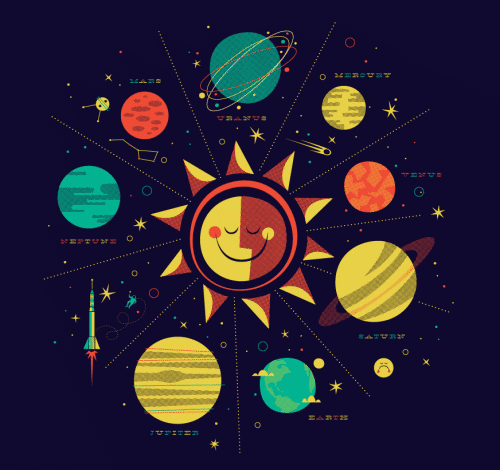 MARS
MERCURY
URANUS
VENUS
NEPTUNE
SATURN
EARTH
JUPITER